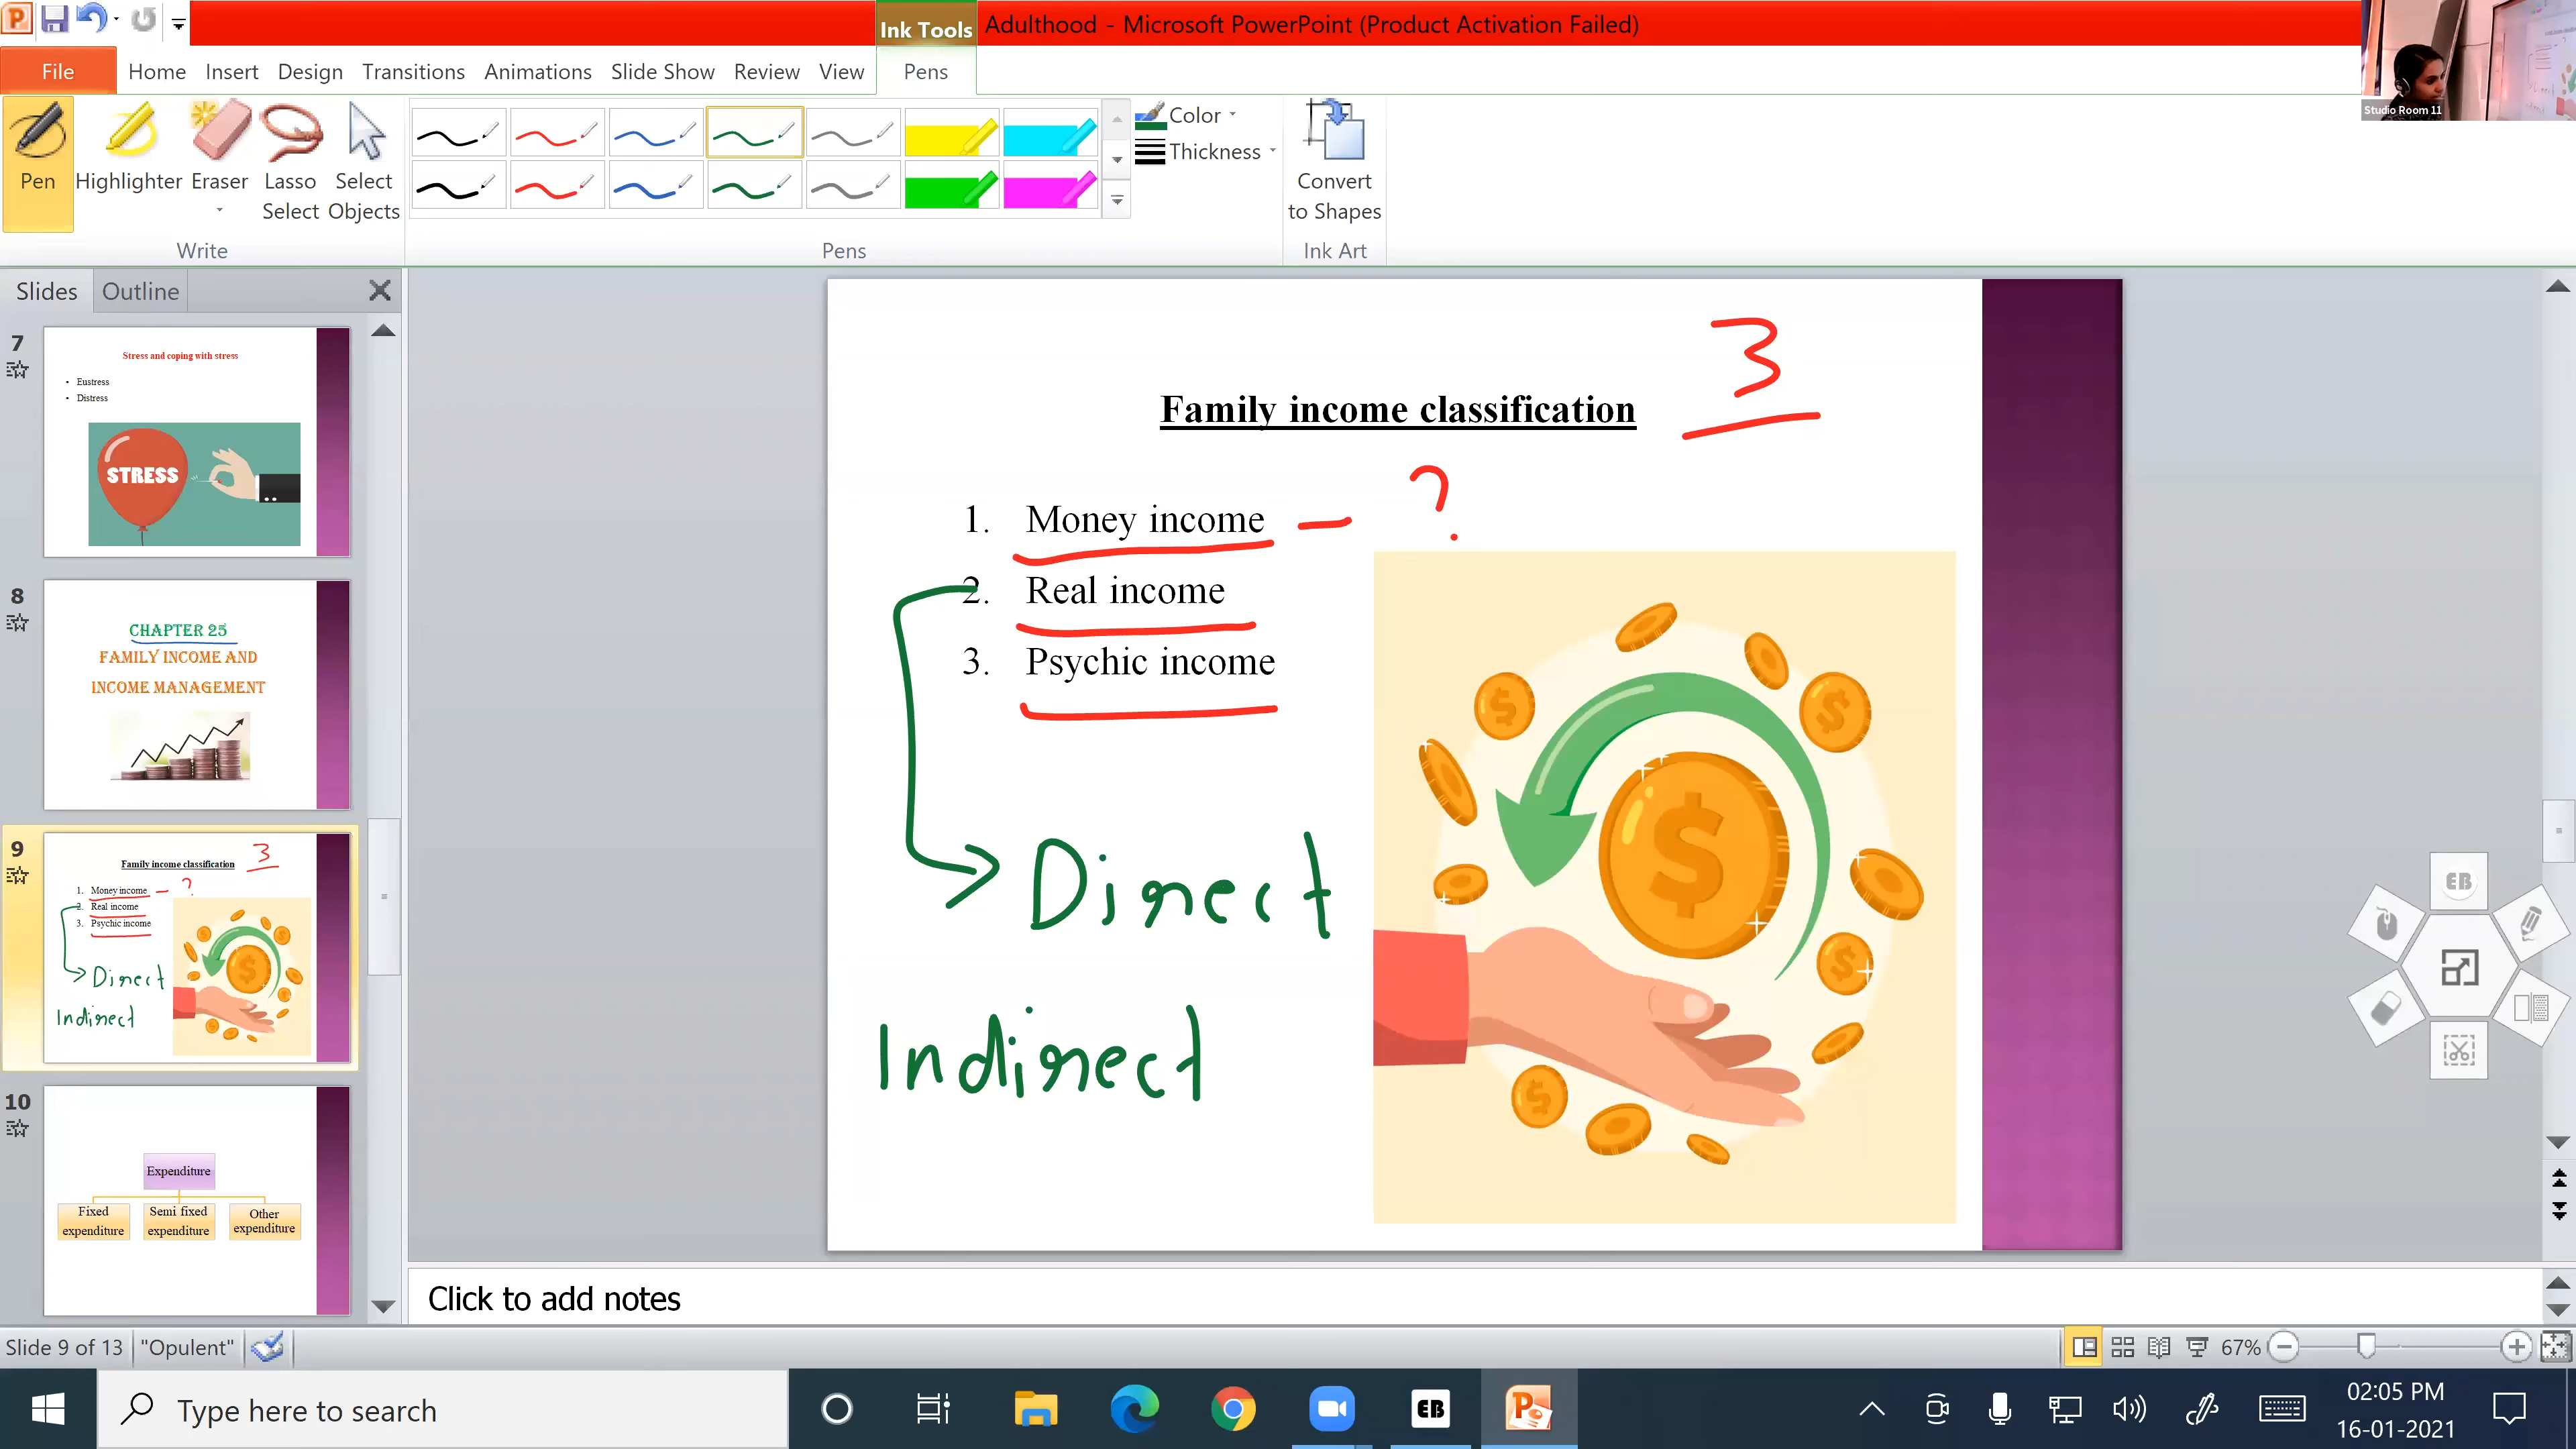 Ink Tools
Adulthood - Microsoft PowerPoint (Product Activation Failed)
File Home Insert Design Transitions Animations Slide Show Review View Pens
Studio Room 11
Pen Highlighter Eraser Lasso Select Select Objects
Color
Thickness
Convert to Shapes
Write
Pens
Ink Art
Slides Outline
7
Stress and coping with stress
• Eustress
• Distress
STRESS
8
CHAPTER 25
FAMILY INCOME AND
INCOME MANAGEMENT
9
Family income classification 3
1. Money income — ?
2. Real income
3. Psychic income
Direct
Indirect
10
Expenditure
Fixed expenditure
Semi fixed expenditure
Other expenditure
3
Family income classification
1. Money income — ?
2. Real income
3. Psychic income
Direct
Indirect
$
$
$
$
$
EB
Click to add notes
Slide 9 of 13 "Opulent" 67%
Type here to search
EB
02:05 PM
16-01-2021